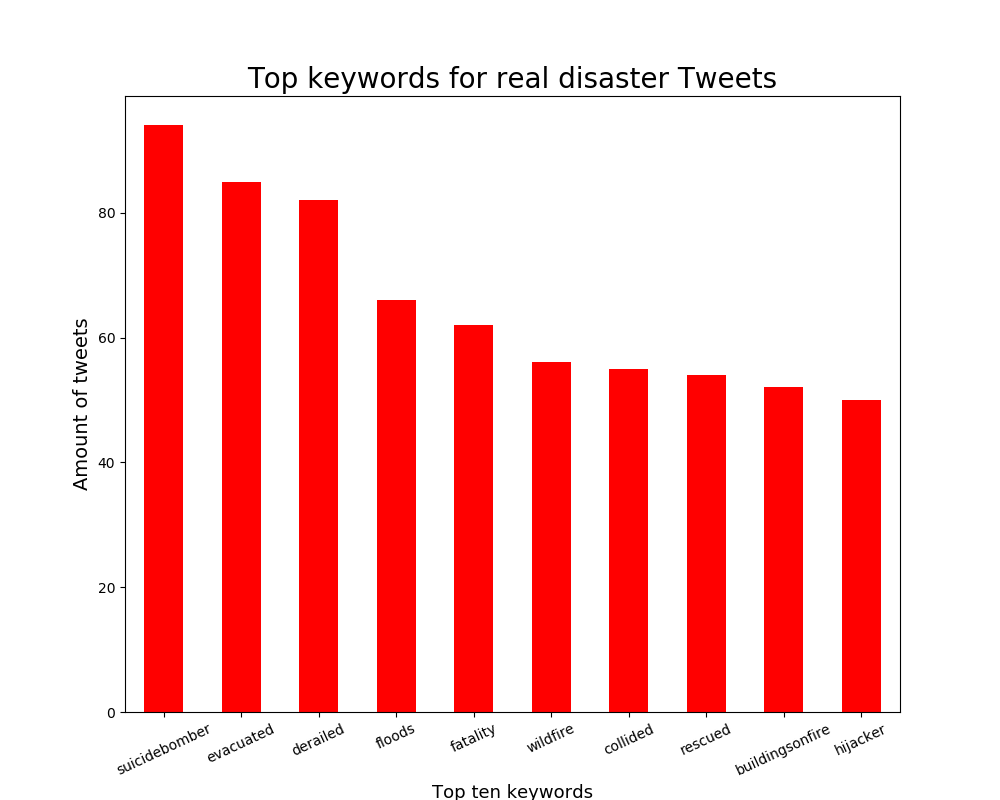 Top keywords for real disaster Tweets
Amount of tweets
80
60
40
20
0
suicidebomber
evacuated
derailed
floods
fatality
wildfire
collided
rescued
buildingsonfire
hijacker
Top ten keywords